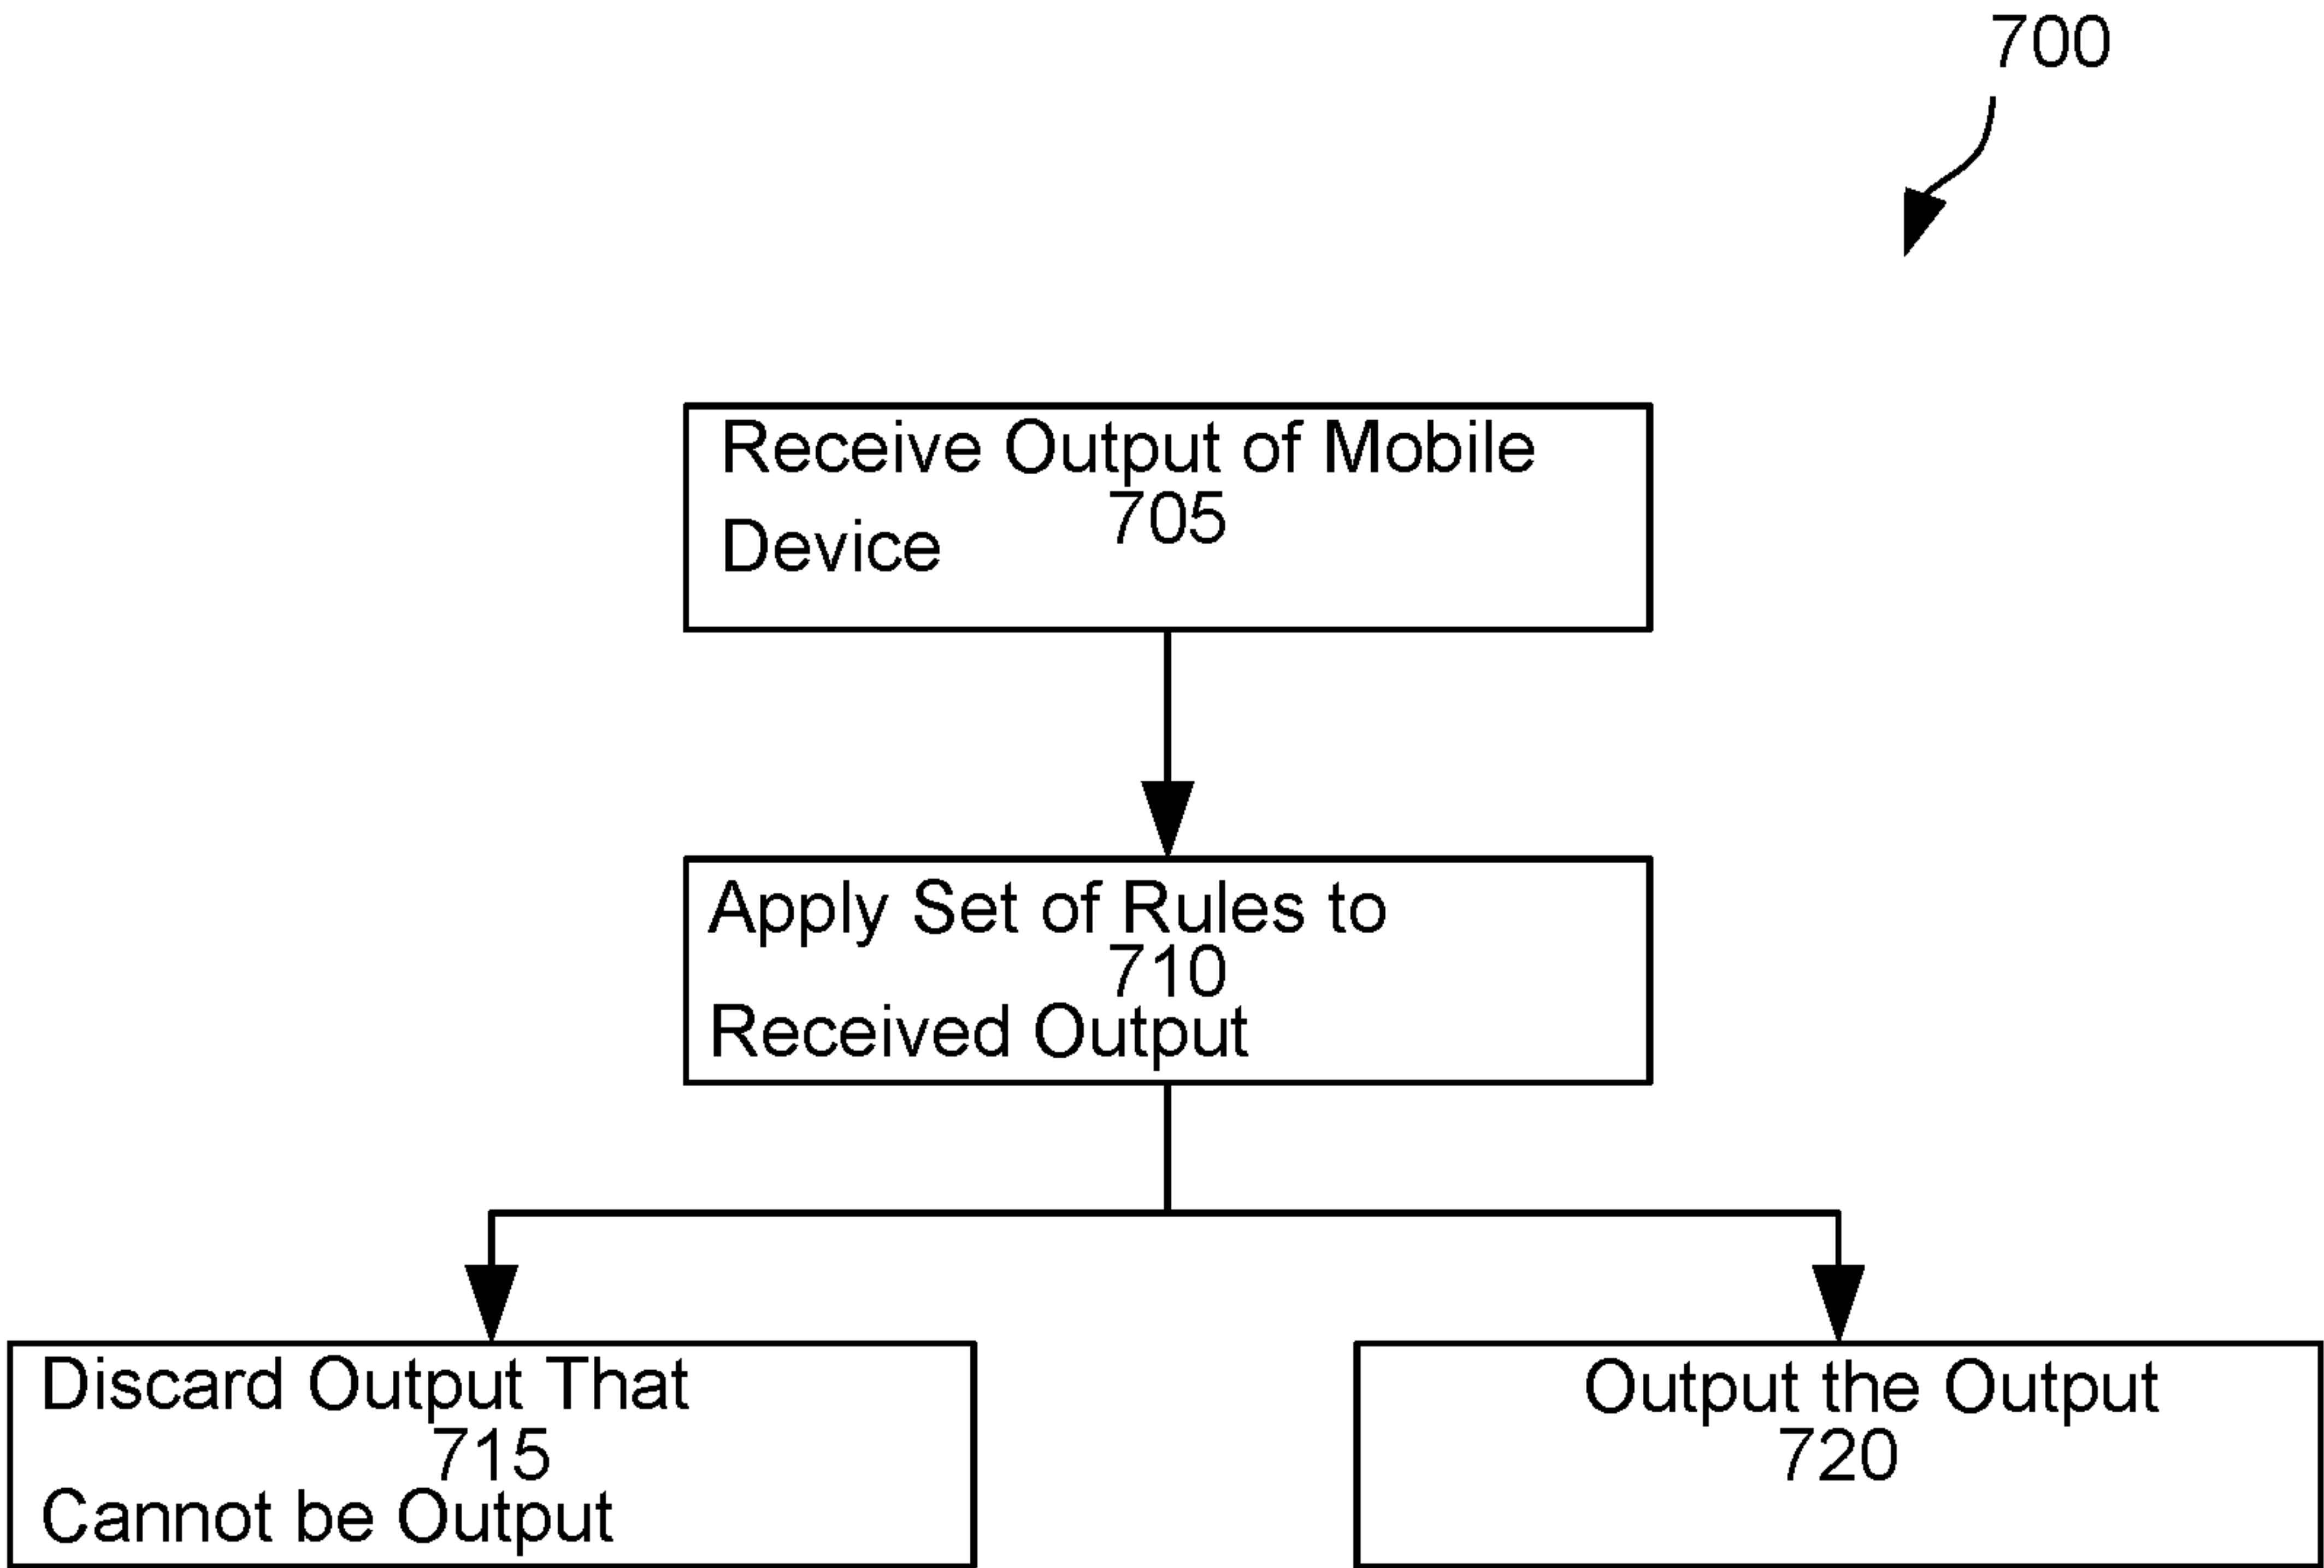 700
Receive Output of Mobile
705
Device
Apply Set of Rules to
710
Received Output
Discard Output That
715
Cannot be Output
Output the Output
720